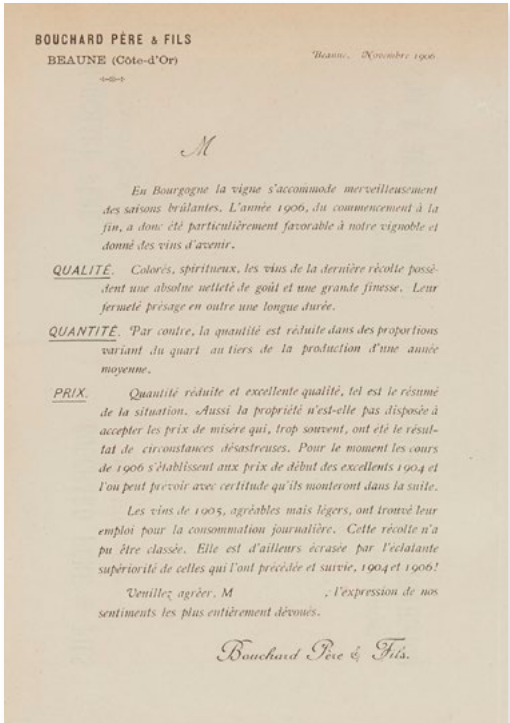 BOUCHARD PÈRE & FILS
BEAUNE (Côte-d'Or)
Beaune, Novembre 1906
M
En Bourgogne la vigne s'accommode merveilleusement
des saisons brûlantes. L'année 1906, du commencement à la
fin, a donc été particulièrement favorable à notre vignoble et
donné des vins d'avenir.
QUALITÉ. Colorés, spiritueux, les vins de la dernière récolte possè-
dent une absolue netteté de goût et une grande finesse. Leur
fermeté présage en outre une longue durée.
QUANTITÉ. Par contre, la quantité est réduite dans des proportions
variant du quart au tiers de la production d'une année
moyenne.
PRIX. Quantité réduite et excellente qualité, tel est le résumé
de la situation. Aussi la propriété n'est-elle pas disposée à
accepter les prix de misère qui, trop souvent, ont été le résul-
tat de circonstances désastreuses. Pour le moment les cours
de 1906 s'établissent aux prix de début des excellents 1904 et
l'on peut prévoir avec certitude qu'ils monteront dans la suite.
Les vins de 1905, agréables mais légers, ont trouvé leur
emploi pour la consommation journalière. Cette récolte n'a
pu être classée. Elle est d'ailleurs écrasée par l'éclatante
supériorité de celles qui l'ont précédée et suivie, 1904 et 1906!
Veuillez agréer, M , l'expression de nos
sentiments les plus entièrement dévoués.
Bouchard Père & Fils.